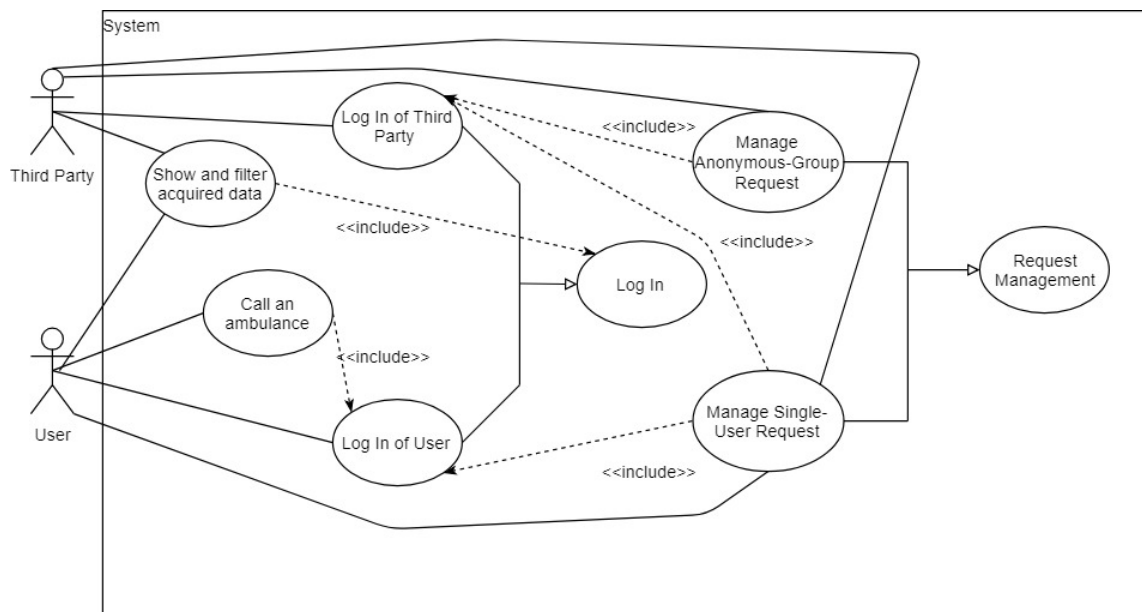 System
Log In of Third
Party
<<include>>
Manage
Anonymous-Group
Request
Third Party
Show and filter
acquired data
<<include>>
<<include>>
Log In
Request
Management
Call an
ambulance
<<include>>
User
Log In of User
Manage Single-
User Request
<<include>>